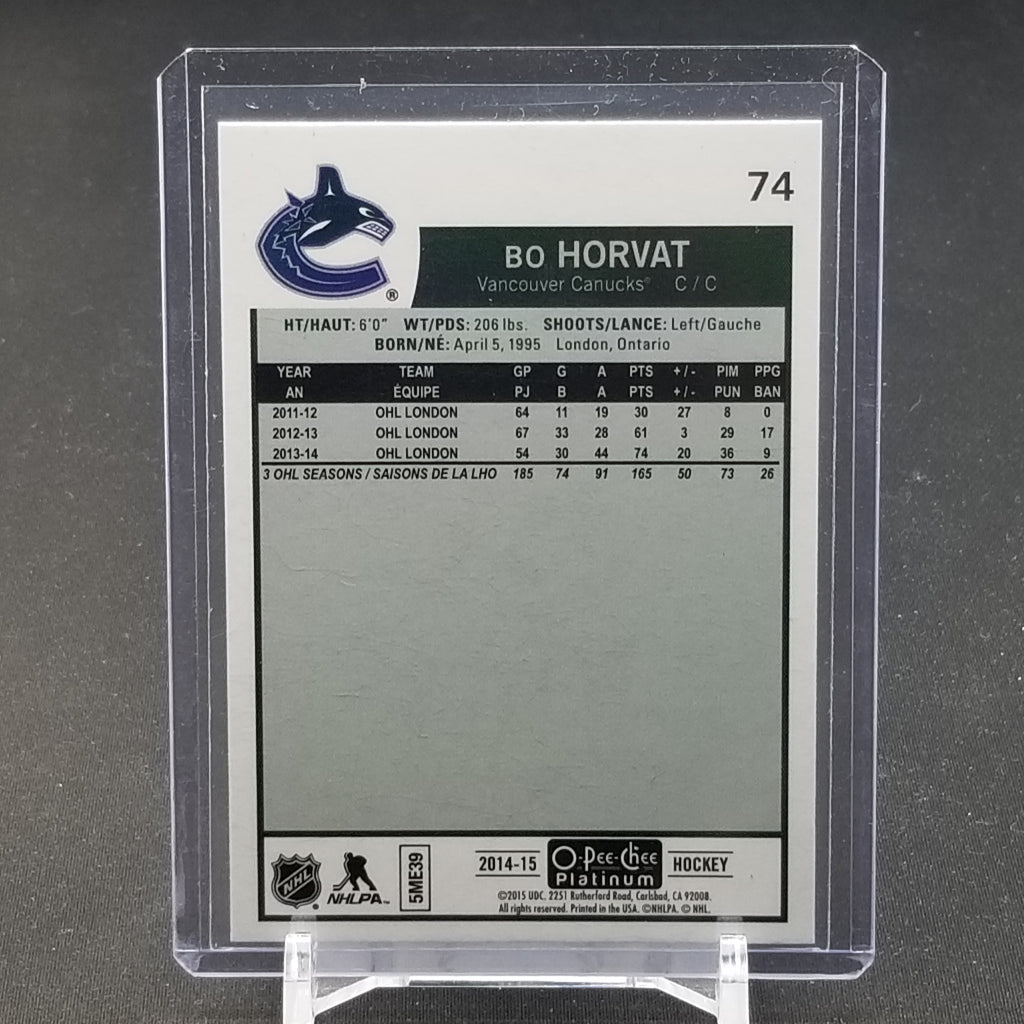 74
BO HORVAT
Vancouver Canucks® C / C
®
HT/HAUT: 6'0" WT/PDS: 206 lbs. SHOOTS/LANCE: Left/Gauche
BORN/NÉ: April 5, 1995 London, Ontario
YEAR TEAM GP G A PTS +/- PIM PPG
AN ÉQUIPE PJ B A PTS +/- PUN BAN
2011-12 OHL LONDON 64 11 19 30 27 8 0
2012-13 OHL LONDON 67 33 28 61 3 29 17
2013-14 OHL LONDON 54 30 44 74 20 36 9
3 OHL SEASONS / SAISONS DE LA LHO 185 74 91 165 50 73 26
NHL
NHLPA™
5ME39
2014-15 O-Pee-Chee Platinum HOCKEY
©2015 UDC. 2251 Rutherford Road, Carlsbad, CA 92008.
All rights reserved. Printed in the USA. ©NHLPA. © NHL.